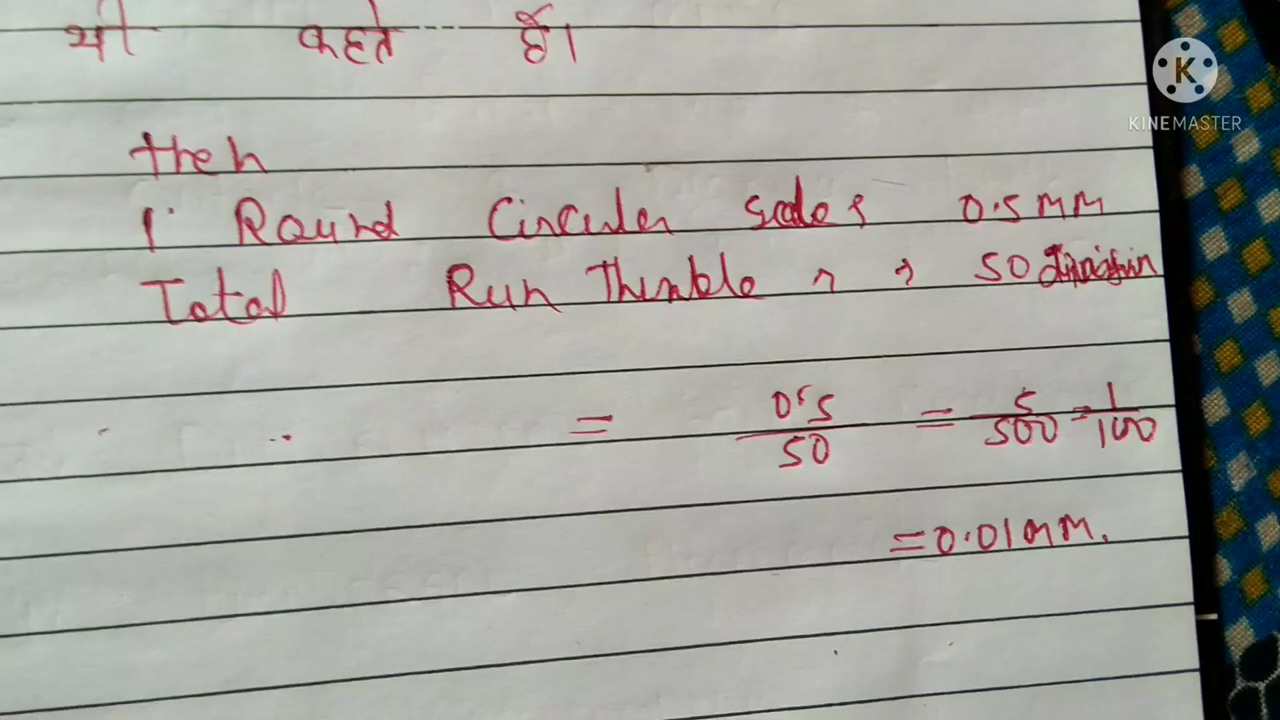 भी कहते हैं।
KINEMASTER
then
1 Round Circular scale 0.5 MM
Total Run Thimble 50 division
= 0.5/50 = 5/500 = 1/100
= 0.01 MM.